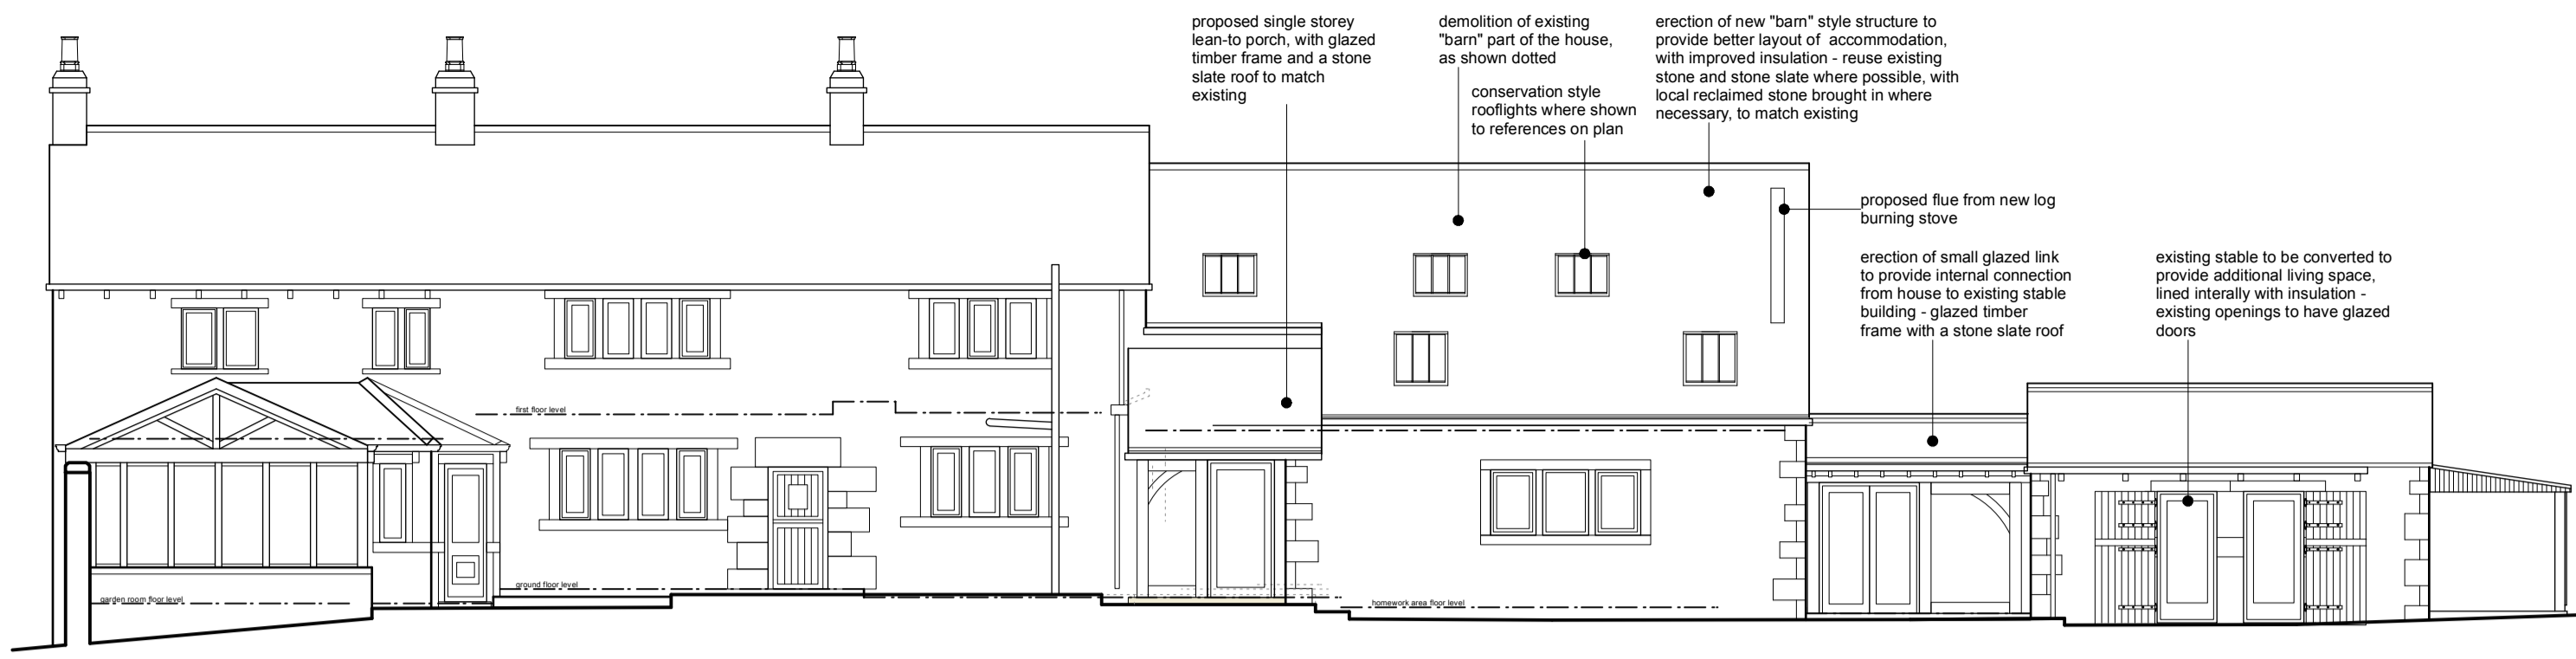 proposed single storey
lean-to porch, with glazed
timber frame and a stone
slate roof to match
existing
demolition of existing
"barn" part of the house,
as shown dotted
conservation style
rooflights where shown
to references on plan
erection of new "barn" style structure to
provide better layout of accommodation,
with improved insulation - reuse existing
stone and stone slate where possible, with
local reclaimed stone brought in where
necessary, to match existing
proposed flue from new log
burning stove
erection of small glazed link
to provide internal connection
from house to existing stable
building - glazed timber
frame with a stone slate roof
existing stable to be converted to
provide additional living space,
lined interally with insulation -
existing openings to have glazed
doors
first floor level
ground floor level
garden room floor level
homework area floor level